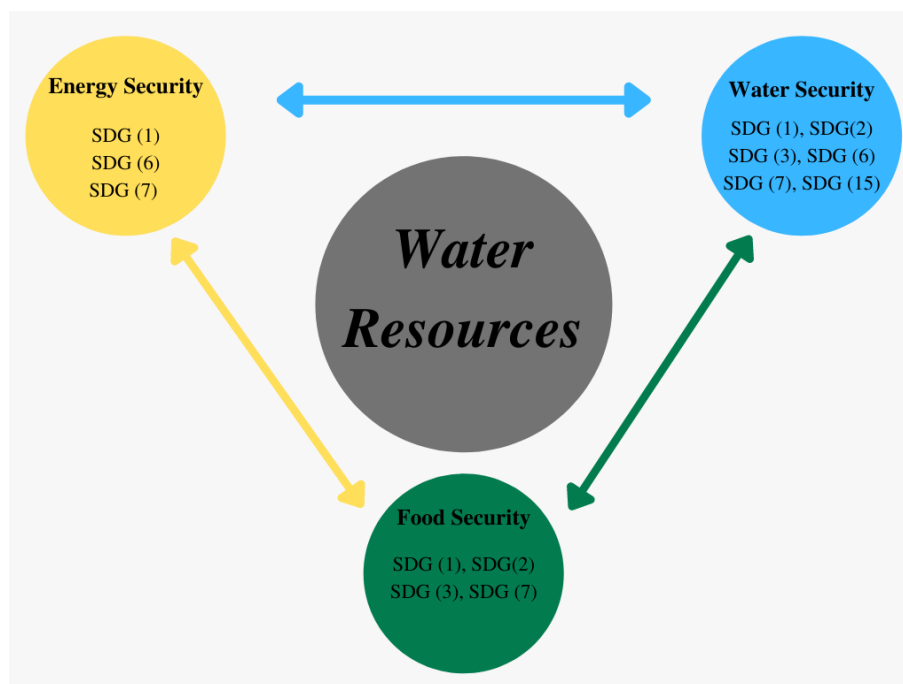 Energy Security
SDG (1)
SDG (6)
SDG (7)
Water Security
SDG (1), SDG(2)
SDG (3), SDG (6)
SDG (7), SDG (15)
Water
Resources
Food Security
SDG (1), SDG(2)
SDG (3), SDG (7)